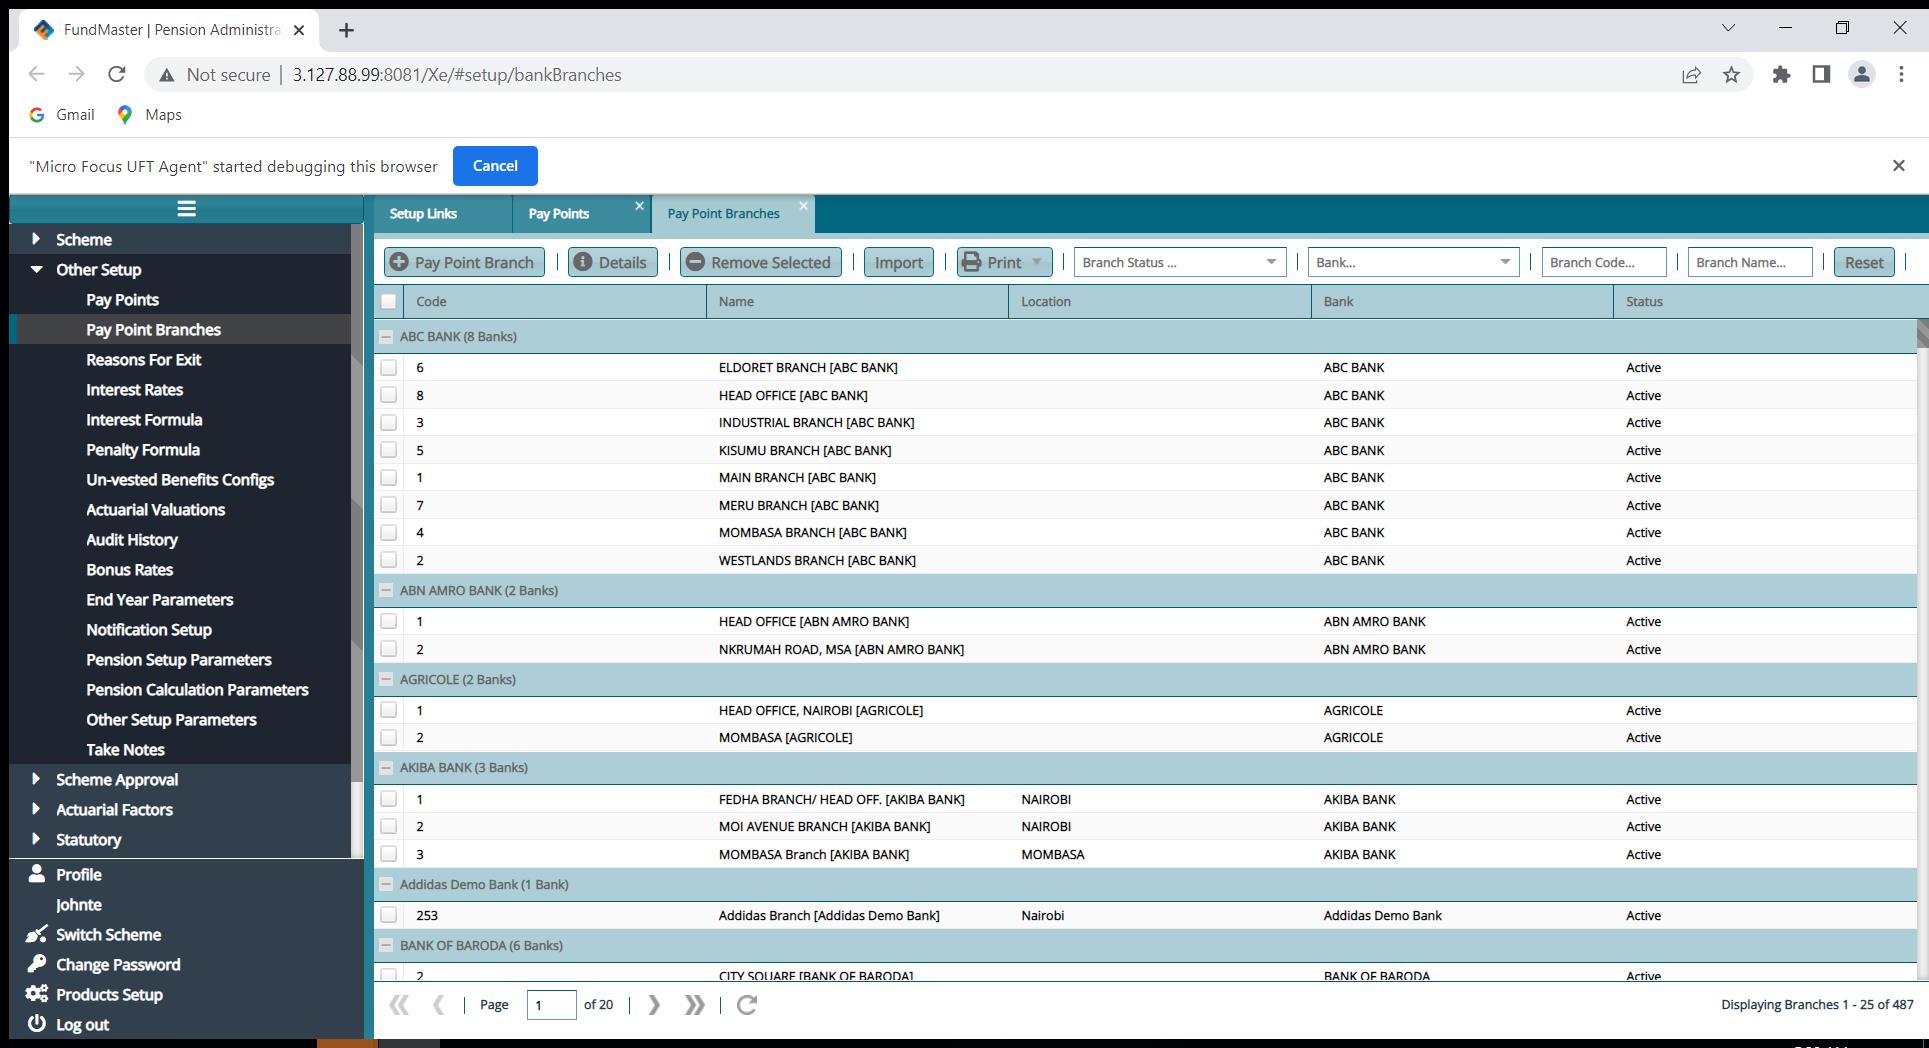 FundMaster | Pension Administra
Not secure | 3.127.88.99:8081/Xe/#setup/bankBranches
Gmail Maps
"Micro Focus UFT Agent" started debugging this browser Cancel
Setup Links Pay Points Pay Point Branches
Pay Point Branch Details Remove Selected Import Print Branch Status ... Bank... Branch Code... Branch Name... Reset
Scheme
Other Setup
Pay Points
Pay Point Branches
Reasons For Exit
Interest Rates
Interest Formula
Penalty Formula
Un-vested Benefits Configs
Actuarial Valuations
Audit History
Bonus Rates
End Year Parameters
Notification Setup
Pension Setup Parameters
Pension Calculation Parameters
Other Setup Parameters
Take Notes
Scheme Approval
Actuarial Factors
Statutory
Profile
Johnte
Switch Scheme
Change Password
Products Setup
Log out
Code Name Location Bank Status
ABC BANK (8 Banks)
6 ELDORET BRANCH [ABC BANK] ABC BANK Active
8 HEAD OFFICE [ABC BANK] ABC BANK Active
3 INDUSTRIAL BRANCH [ABC BANK] ABC BANK Active
5 KISUMU BRANCH [ABC BANK] ABC BANK Active
1 MAIN BRANCH [ABC BANK] ABC BANK Active
7 MERU BRANCH [ABC BANK] ABC BANK Active
4 MOMBASA BRANCH [ABC BANK] ABC BANK Active
2 WESTLANDS BRANCH [ABC BANK] ABC BANK Active
ABN AMRO BANK (2 Banks)
1 HEAD OFFICE [ABN AMRO BANK] ABN AMRO BANK Active
2 NKRUMAH ROAD, MSA [ABN AMRO BANK] ABN AMRO BANK Active
AGRICOLE (2 Banks)
1 HEAD OFFICE, NAIROBI [AGRICOLE] AGRICOLE Active
2 MOMBASA [AGRICOLE] AGRICOLE Active
AKIBA BANK (3 Banks)
1 FEDHA BRANCH/ HEAD OFF. [AKIBA BANK] NAIROBI AKIBA BANK Active
2 MOI AVENUE BRANCH [AKIBA BANK] NAIROBI AKIBA BANK Active
3 MOMBASA Branch [AKIBA BANK] MOMBASA AKIBA BANK Active
Addidas Demo Bank (1 Bank)
253 Addidas Branch [Addidas Demo Bank] Nairobi Addidas Demo Bank Active
BANK OF BARODA (6 Banks)
2 CITY SQUARE [BANK OF BARODA] BANK OF BARODA Active
Page 1 of 20 Displaying Branches 1 - 25 of 487